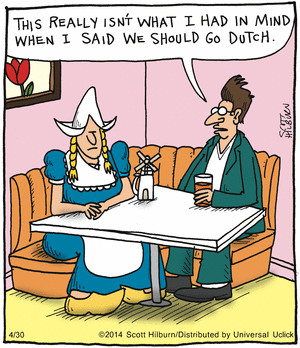 THIS REALLY ISN'T WHAT I HAD IN MIND
WHEN I SAID WE SHOULD GO DUTCH.
SCOTT
HILBURN
4/30
©2014 Scott Hilburn/Distributed by Universal Uclick